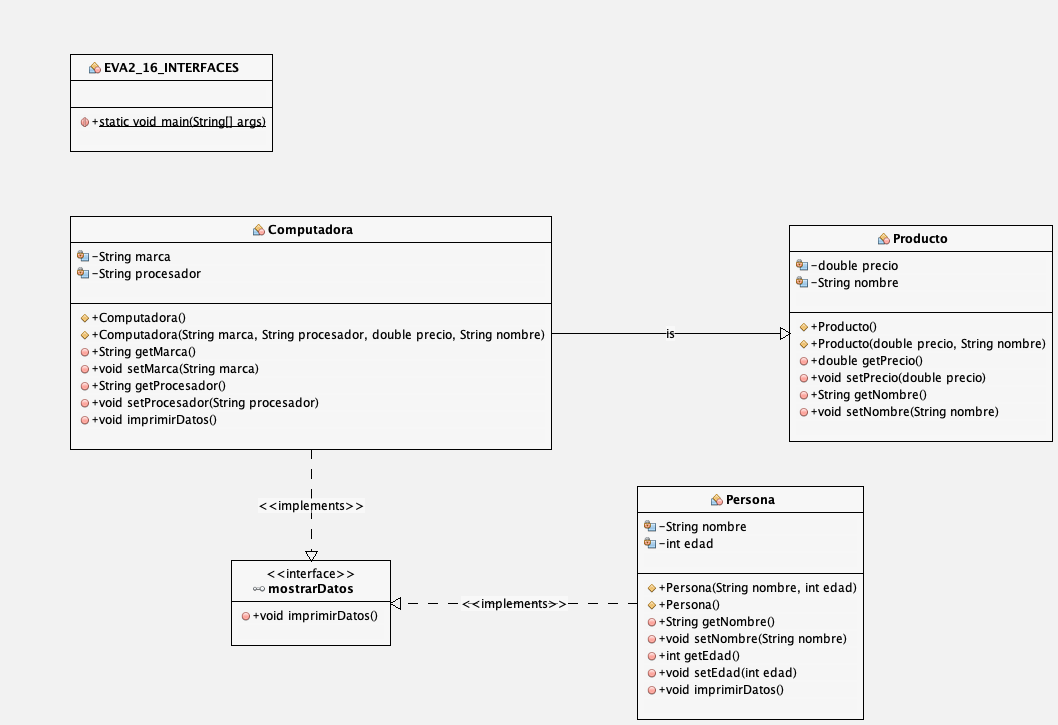 EVA2_16_INTERFACES
+static void main(String[] args)
Computadora
-String marca
-String procesador
+Computadora()
+Computadora(String marca, String procesador, double precio, String nombre)
+String getMarca()
+void setMarca(String marca)
+String getProcesador()
+void setProcesador(String procesador)
+void imprimirDatos()
is
Producto
-double precio
-String nombre
+Producto()
+Producto(double precio, String nombre)
+double getPrecio()
+void setPrecio(double precio)
+String getNombre()
+void setNombre(String nombre)
<<implements>>
<<interface>>
mostrarDatos
+void imprimirDatos()
<<implements>>
Persona
-String nombre
-int edad
+Persona(String nombre, int edad)
+Persona()
+String getNombre()
+void setNombre(String nombre)
+int getEdad()
+void setEdad(int edad)
+void imprimirDatos()